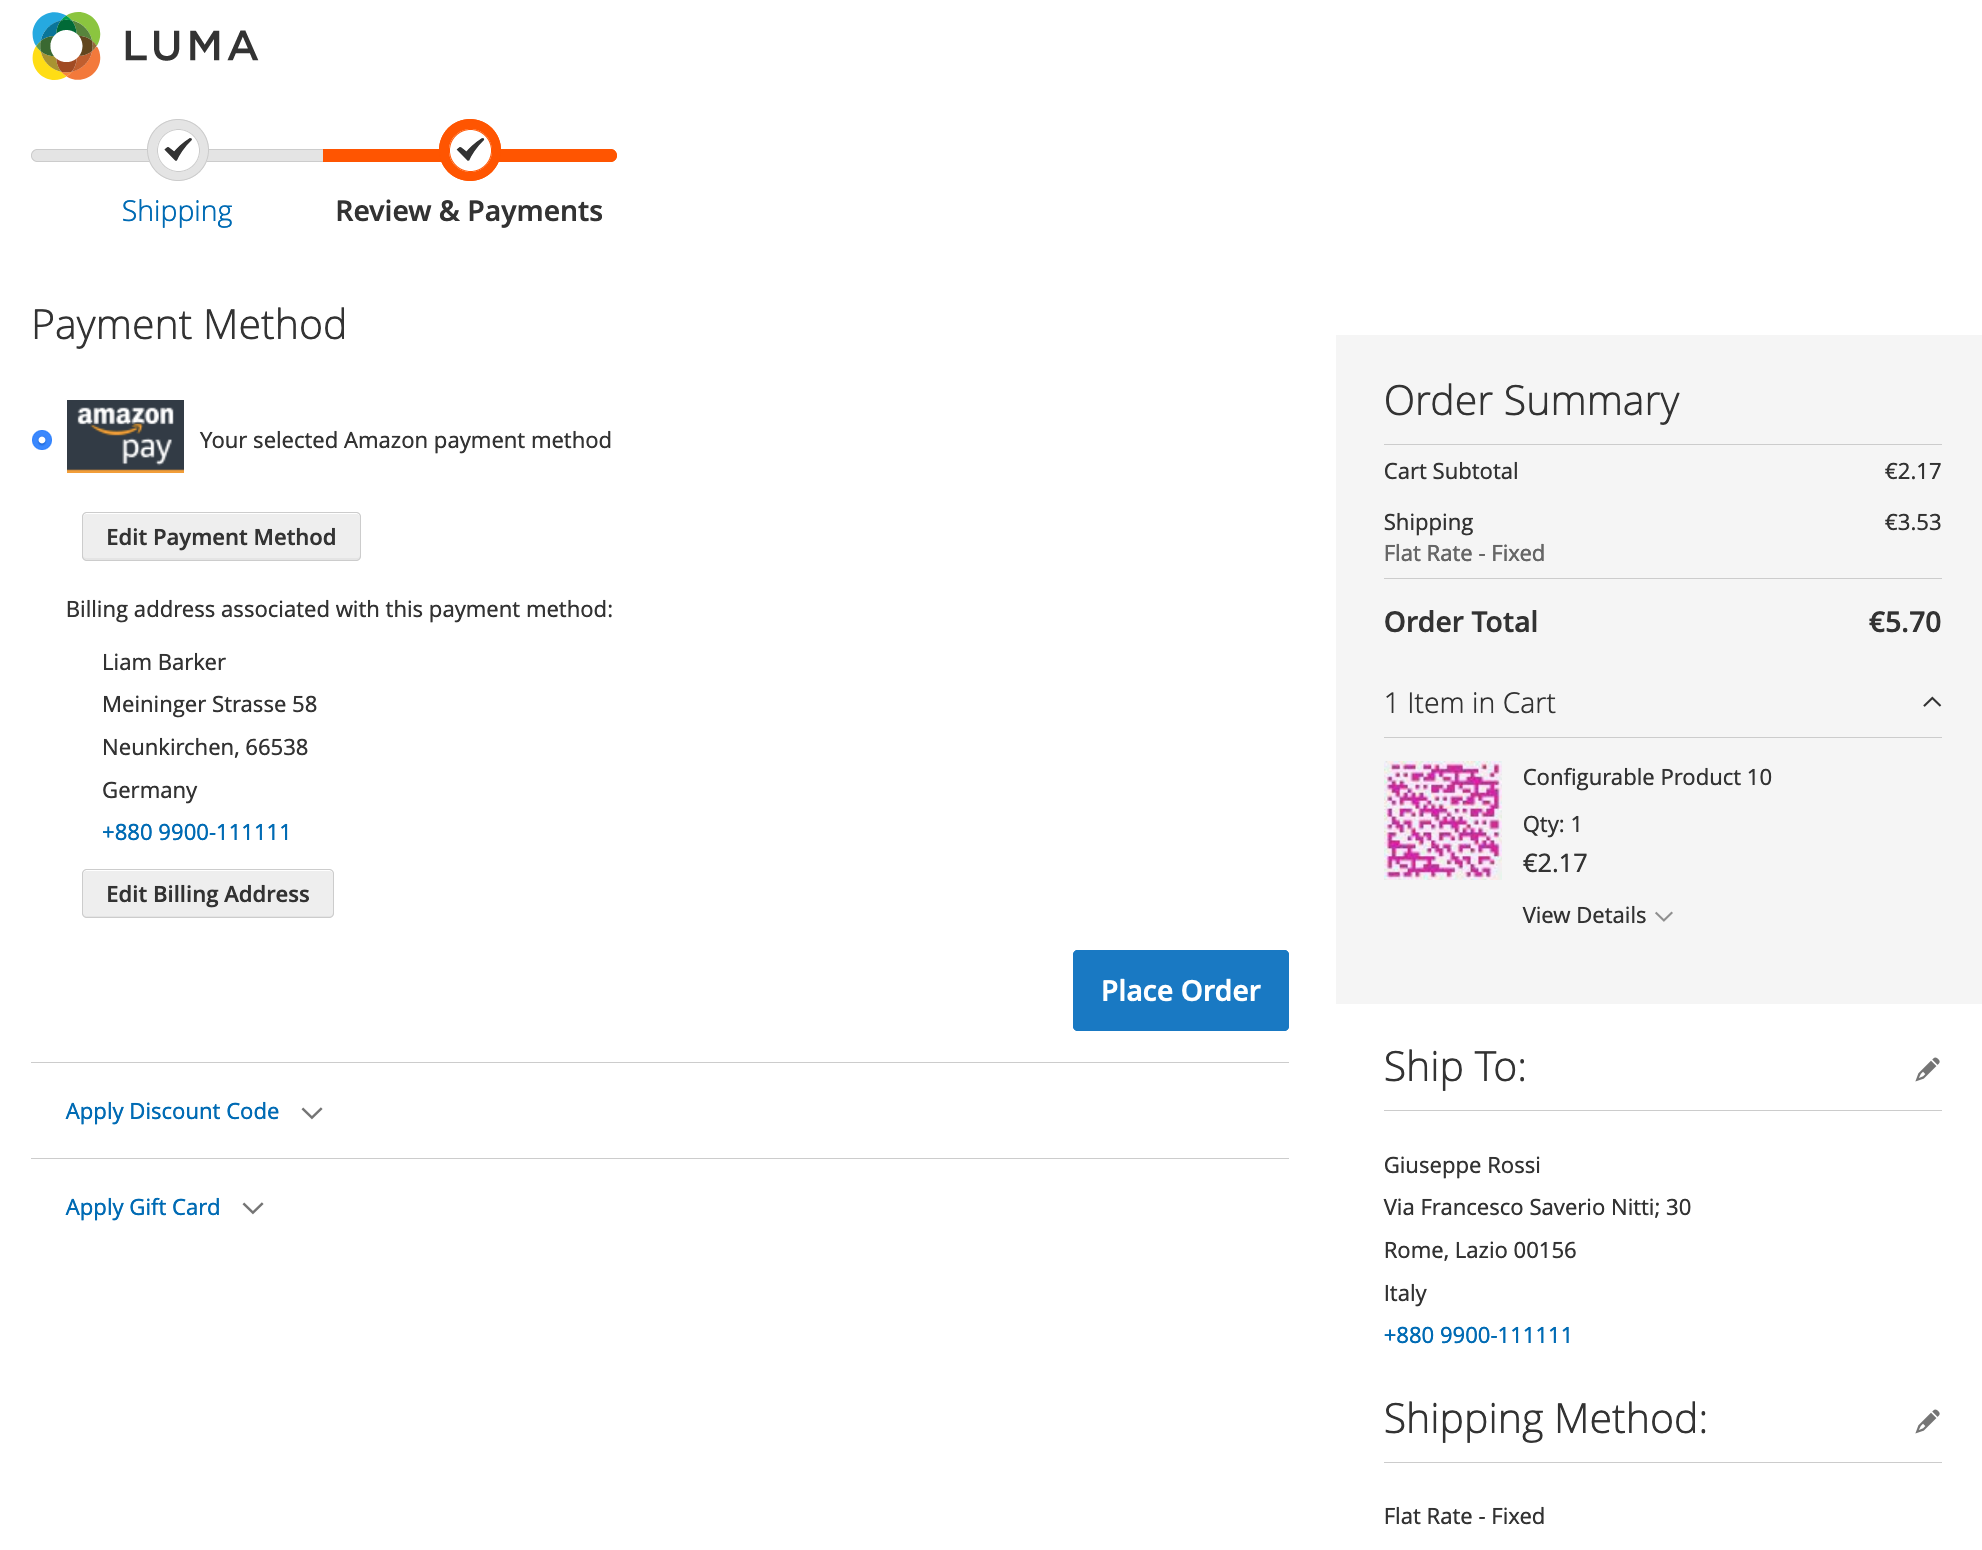 LUMA
Shipping
Review & Payments
Payment Method
amazon
pay
Your selected Amazon payment method
Edit Payment Method
Billing address associated with this payment method:
Liam Barker
Meininger Strasse 58
Neunkirchen, 66538
Germany
+880 9900-111111
Edit Billing Address
Place Order
Apply Discount Code
Apply Gift Card
Order Summary
Cart Subtotal €2.17
Shipping €3.53
Flat Rate - Fixed
Order Total €5.70
1 Item in Cart
Configurable Product 10
Qty: 1
€2.17
View Details
Ship To:
Giuseppe Rossi
Via Francesco Saverio Nitti; 30
Rome, Lazio 00156
Italy
+880 9900-111111
Shipping Method:
Flat Rate - Fixed